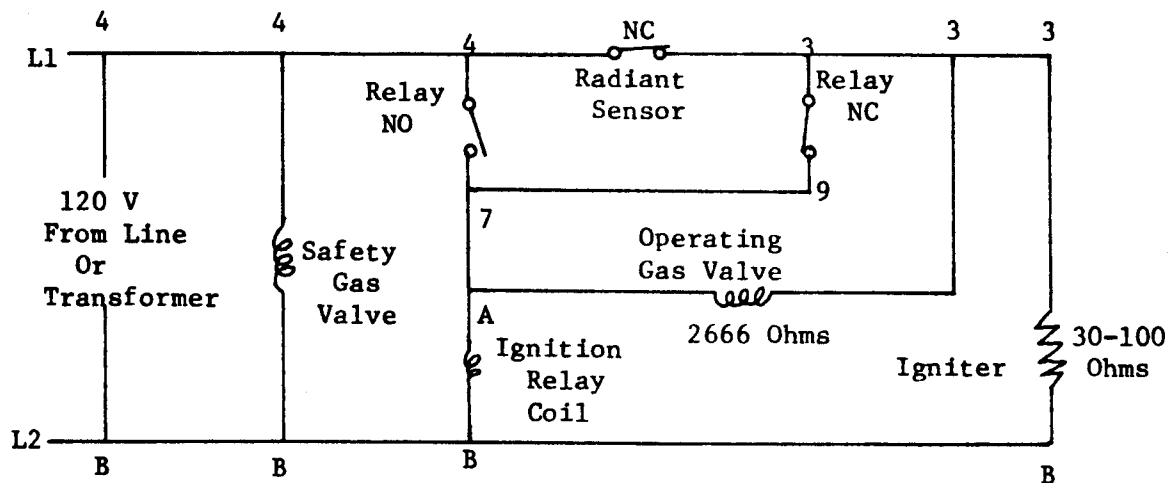 4
4
4
NC
3
3
3
L1
Radiant
Sensor
Relay
NO
Relay
NC
120 V
From Line
Or
Transformer
Safety
Gas
Valve
7
9
Operating
Gas Valve
A
2666 Ohms
Ignition
Relay
Coil
Igniter
30-100
Ohms
L2
B
B
B
B